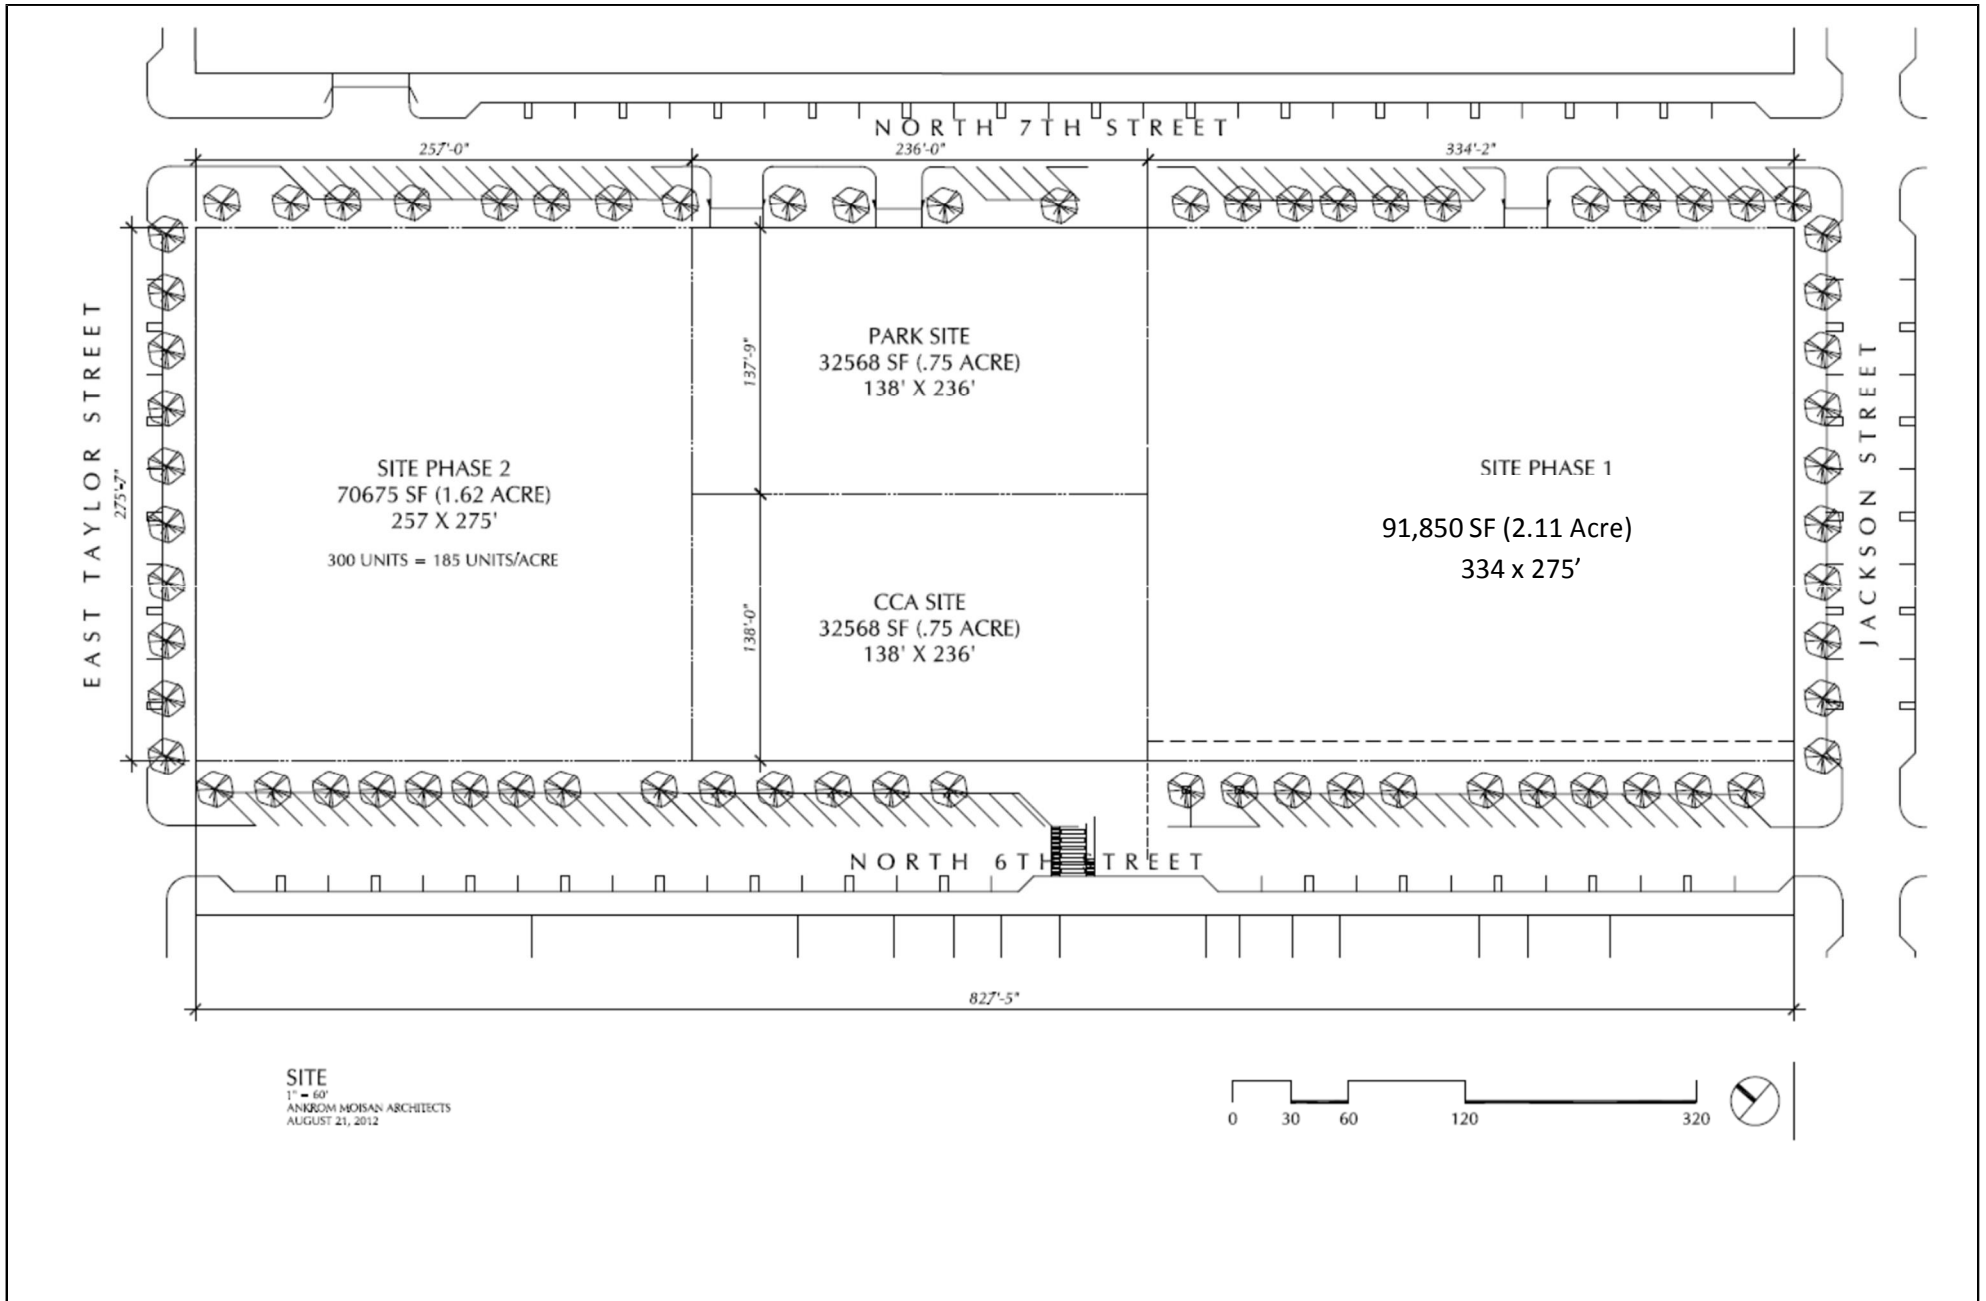 NORTH 7TH STREET
257'-0"
236'-0"
334'-2"
EAST TAYLOR STREET
275'-7"
137'-9"
138'-0"
PARK SITE
32568 SF (.75 ACRE)
138' X 236'
SITE PHASE 2
70675 SF (1.62 ACRE)
257 X 275'
300 UNITS = 185 UNITS/ACRE
CCA SITE
32568 SF (.75 ACRE)
138' X 236'
SITE PHASE 1
91,850 SF (2.11 Acre)
334 x 275’
JACKSON STREET
NORTH 6TH STREET
827'-5"
SITE
1" = 60'
ANKROM MOISAN ARCHITECTS
AUGUST 21, 2012
0 30 60 120 320